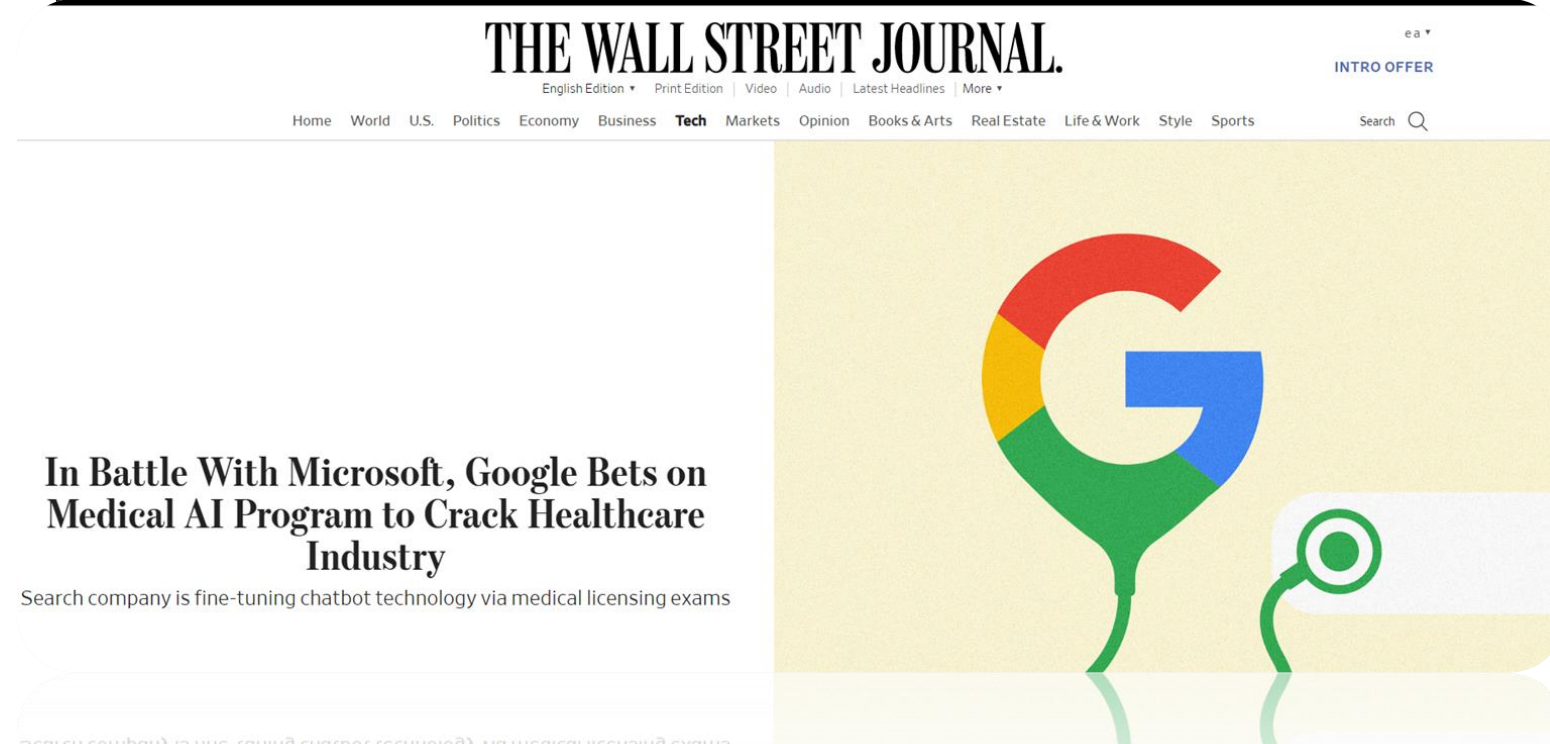 THE WALL STREET JOURNAL.
ea ▾
INTRO OFFER
English Edition ▾ Print Edition | Video | Audio | Latest Headlines | More ▾
Home World U.S. Politics Economy Business Tech Markets Opinion Books & Arts Real Estate Life & Work Style Sports Search
In Battle With Microsoft, Google Bets on
Medical AI Program to Crack Healthcare
Industry
Search company is fine-tuning chatbot technology via medical licensing exams